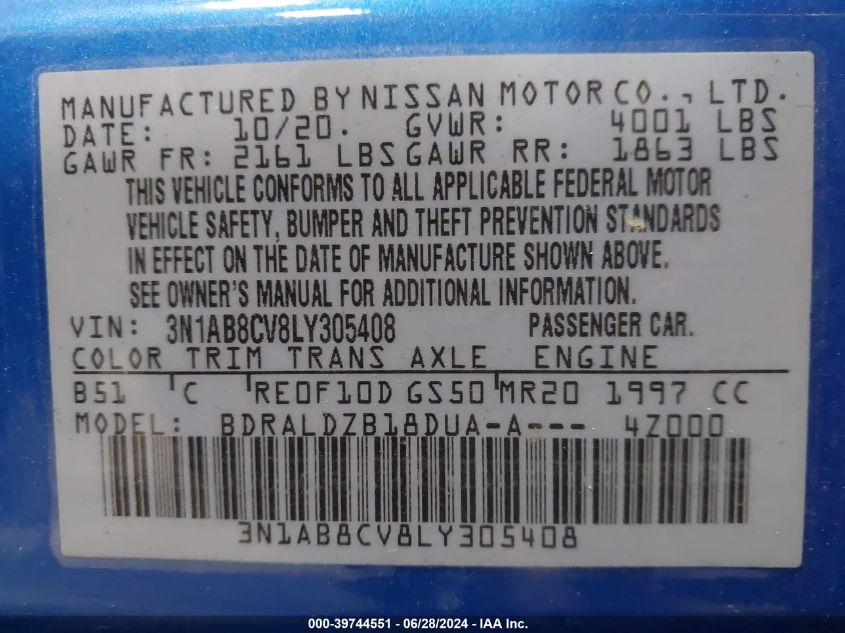 MANUFACTURED BY NISSAN MOTOR CO., LTD.
DATE: 10/20. GVWR: 4001 LBS
GAWR FR: 2161 LBS GAWR RR: 1863 LBS
THIS VEHICLE CONFORMS TO ALL APPLICABLE FEDERAL MOTOR
VEHICLE SAFETY, BUMPER AND THEFT PREVENTION STANDARDS
IN EFFECT ON THE DATE OF MANUFACTURE SHOWN ABOVE.
SEE OWNER'S MANUAL FOR ADDITIONAL INFORMATION.
VIN: 3N1AB8CV8LY305408 PASSENGER CAR.
COLOR TRIM TRANS AXLE ENGINE
B51 C RE0F10D GS50 MR20 1997 CC
MODEL: BDRALDZB18DUA-A--- 4Z000
3N1AB8CV8LY305408
000-39744551 - 06/28/2024 - IAA Inc.